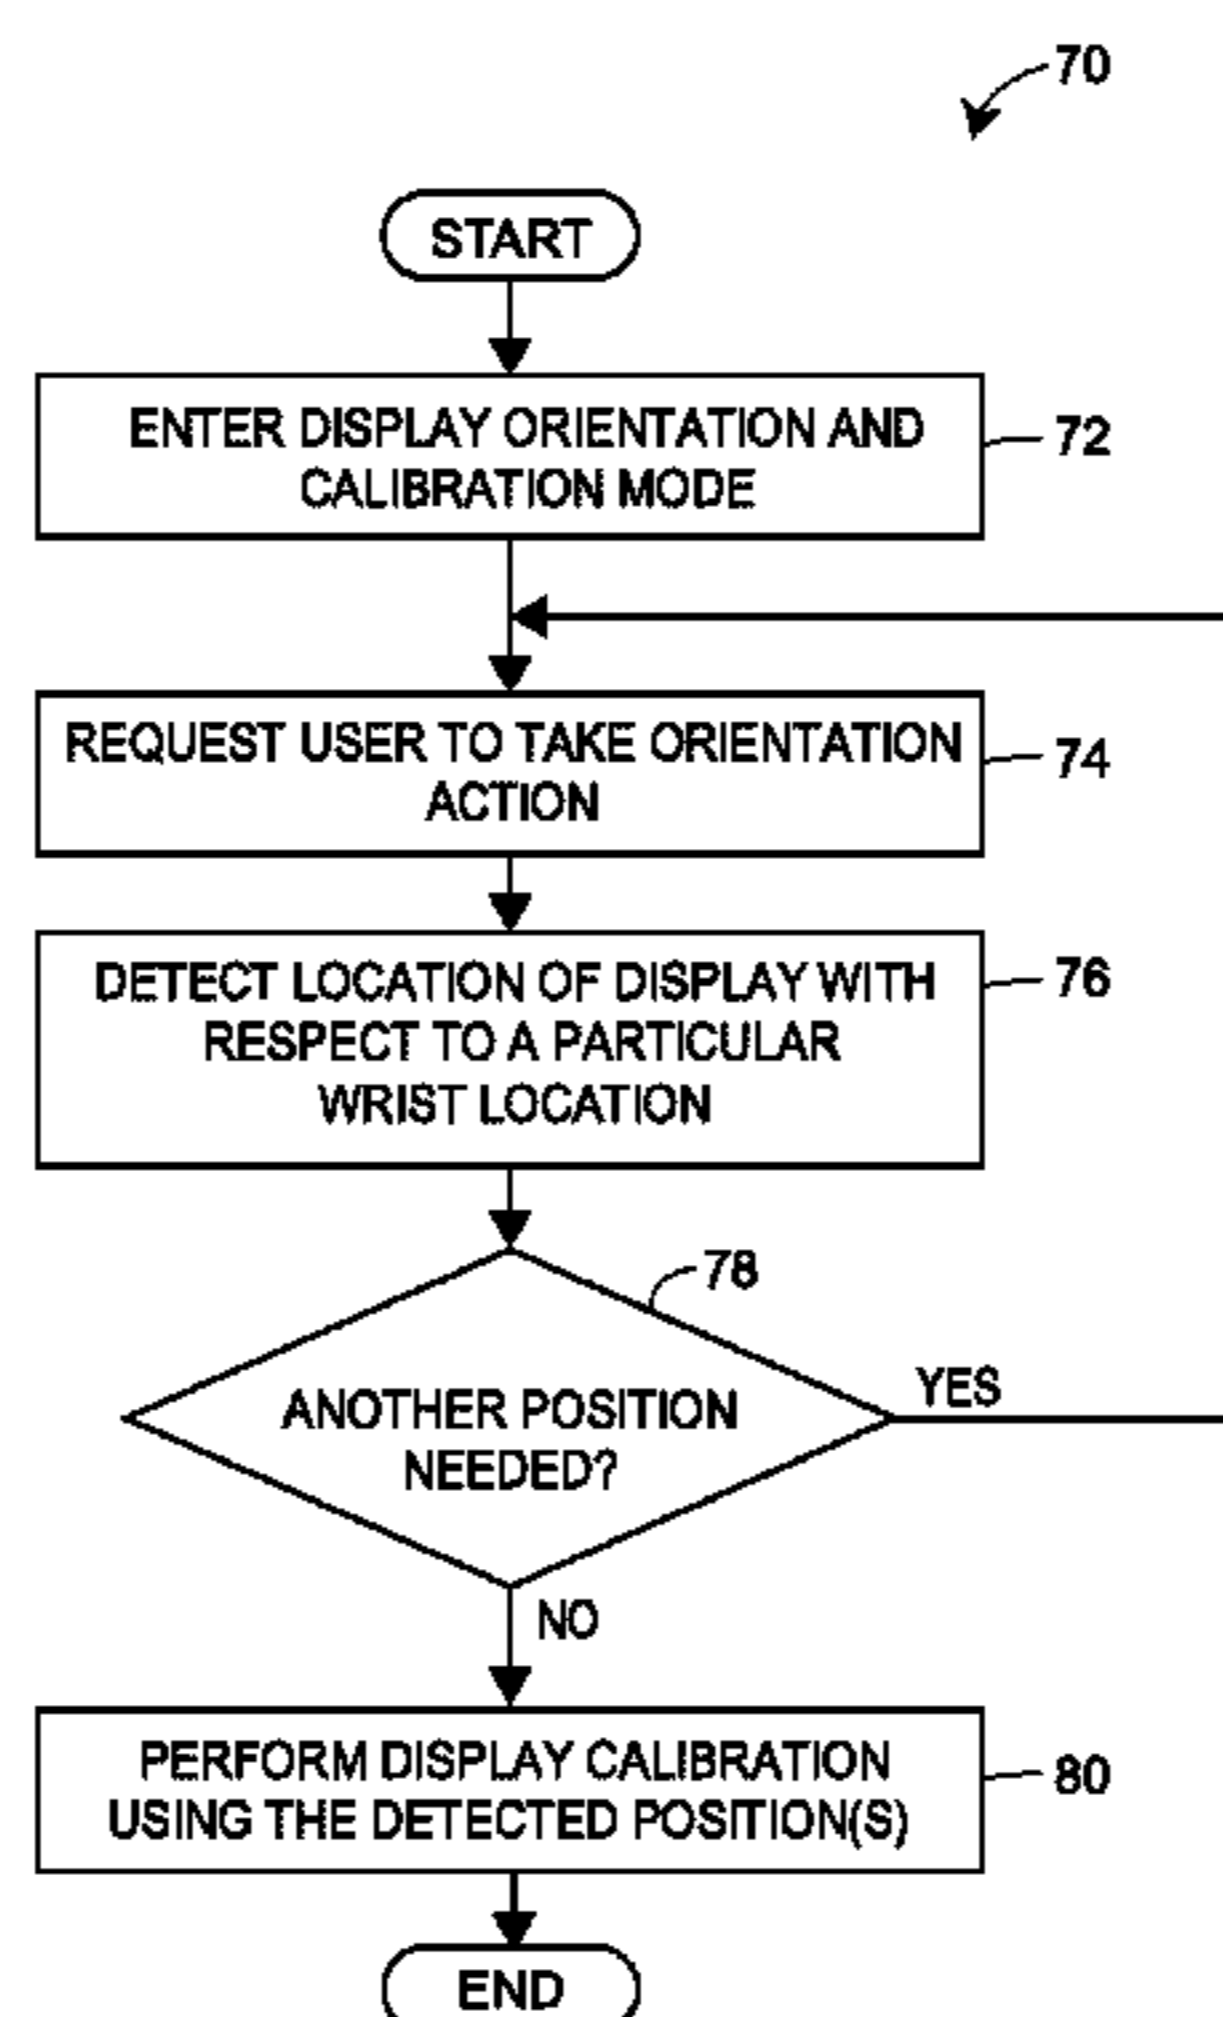 70
START
ENTER DISPLAY ORIENTATION AND
CALIBRATION MODE
72
REQUEST USER TO TAKE ORIENTATION
ACTION
74
DETECT LOCATION OF DISPLAY WITH
RESPECT TO A PARTICULAR
WRIST LOCATION
76
78
ANOTHER POSITION
NEEDED?
YES
NO
PERFORM DISPLAY CALIBRATION
USING THE DETECTED POSITION(S)
80
END